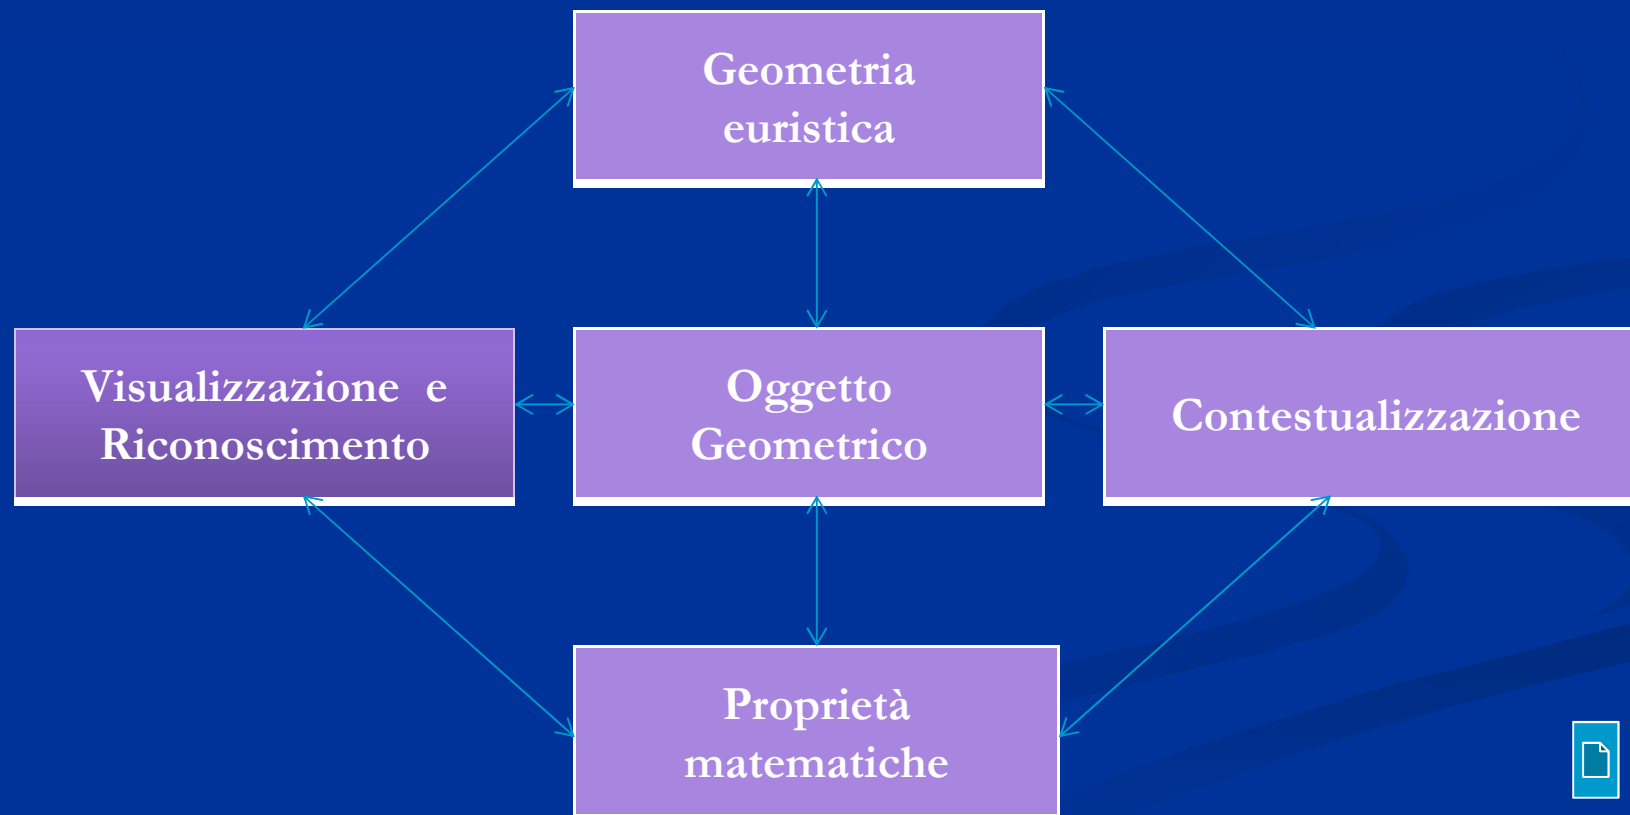 Geometria
euristica
Visualizzazione e
Riconoscimento
Oggetto
Geometrico
Contestualizzazione
Proprietà
matematiche